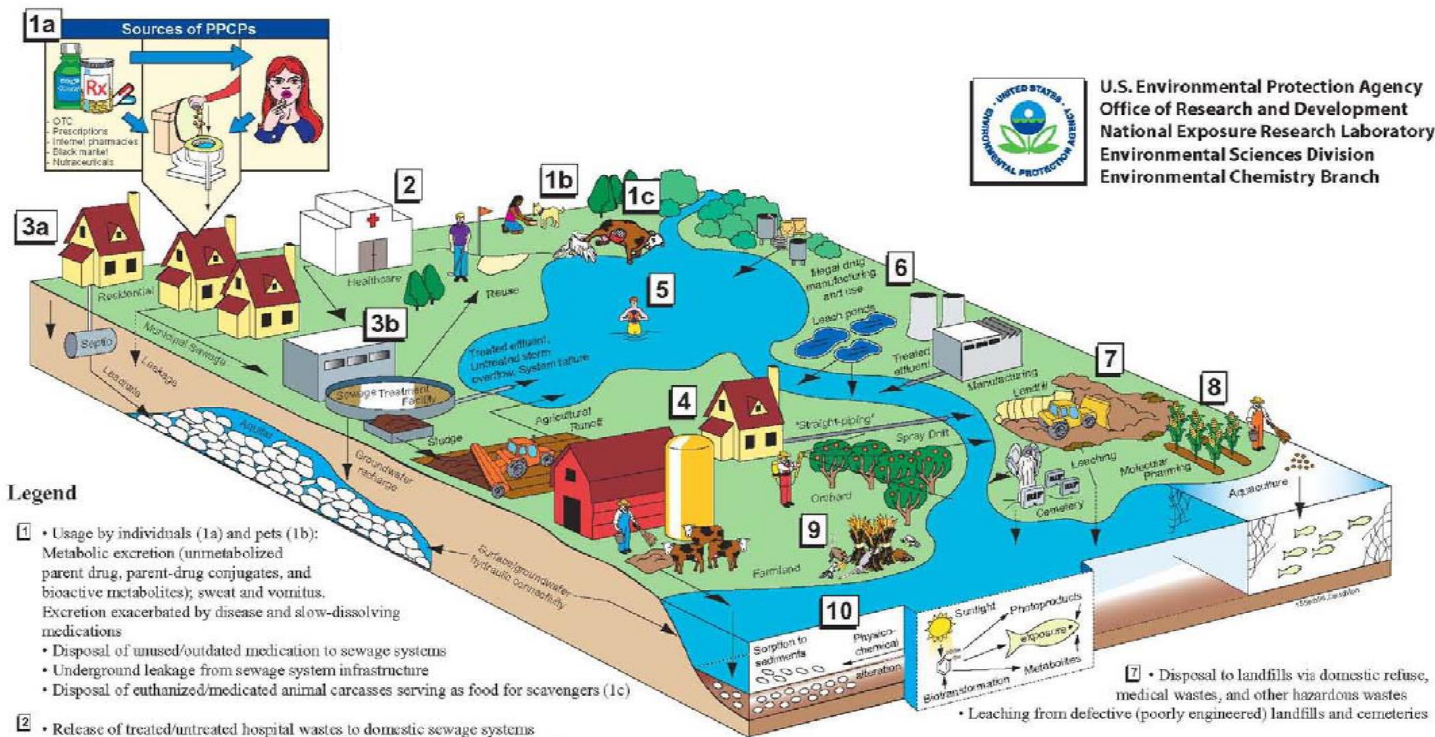 1a
Sources of PPCPs
Rx
- OTC
- Prescriptions
- Internet pharmacies
- Black market
- Nutraceuticals
UNITED STATES
ENVIRONMENTAL PROTECTION AGENCY
U.S. Environmental Protection Agency
Office of Research and Development
National Exposure Research Laboratory
Environmental Sciences Division
Environmental Chemistry Branch
2
1b
1c
3a
Residential
Healthcare
Reuse
5
Illegal drug
manufacturing
and use
6
Leach ponds
3b
Municipal Sewage
Septic
Leakage
Leachate
Treated effluent,
Untreated storm
overflow, System failure
Sewage Treatment
Facility
Sludge
Agricultural
Runoff
4
Treated
effluent
Manufacturing
7
Landfill
8
"Straight-piping"
Spray Drift
Orchard
Leaching
Molecular
Pharming
RIP
RIP
RIP
Cemetery
Aquaculture
Aquifer
Groundwater
recharge
Surface/groundwater
hydraulic connectivity
9
Farmland
10
Sorption to
sediments
Physico-
chemical
alteration
Sunlight
Photoproducts
exposure
Metabolites
Biotransformation
Legend
1 • Usage by individuals (1a) and pets (1b):
Metabolic excretion (unmetabolized
parent drug, parent-drug conjugates, and
bioactive metabolites); sweat and vomitus.
Excretion exacerbated by disease and slow-dissolving
medications
• Disposal of unused/outdated medication to sewage systems
• Underground leakage from sewage system infrastructure
• Disposal of euthanized/medicated animal carcasses serving as food for scavengers (1c)
2 • Release of treated/untreated hospital wastes to domestic sewage systems
7 • Disposal to landfills via domestic refuse,
medical wastes, and other hazardous wastes
• Leaching from defective (poorly engineered) landfills and cemeteries